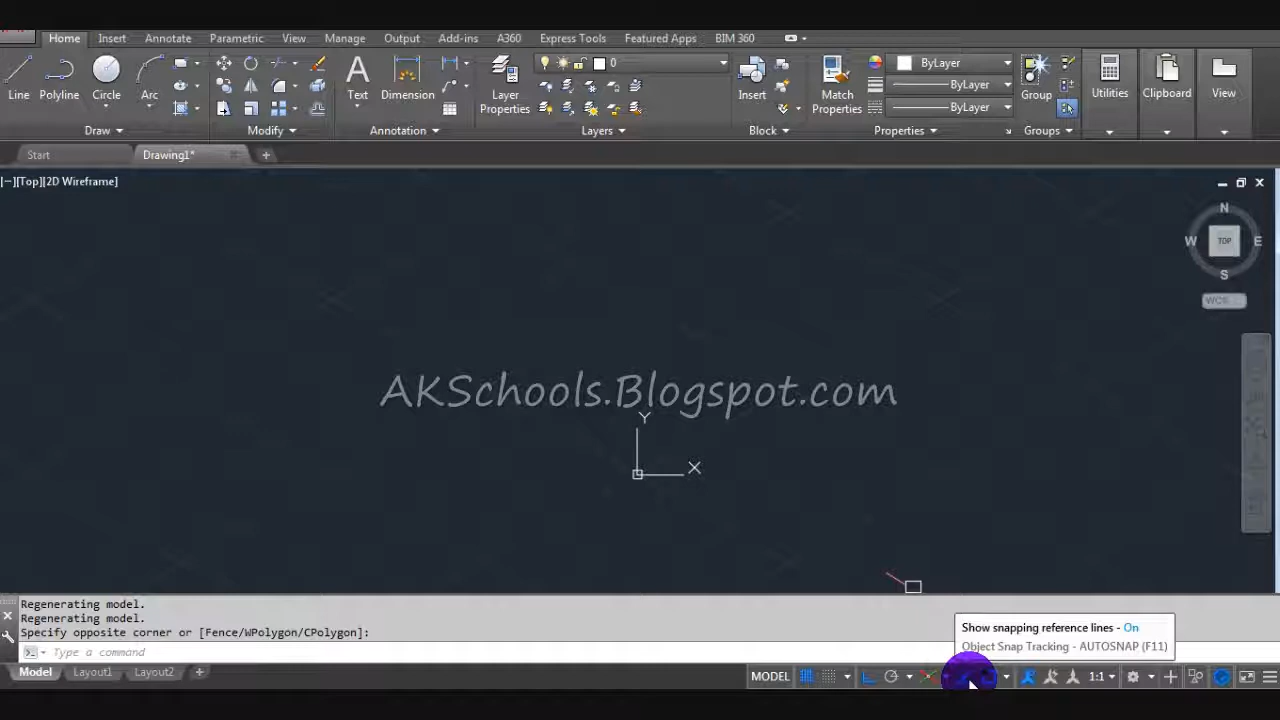 Home Insert Annotate Parametric View Manage Output Add-ins A360 Express Tools Featured Apps BIM 360
0 ByLayer
ByLayer
ByLayer
Line Polyline Circle Arc Text Dimension Layer Properties Insert Match Properties Group Utilities Clipboard View
Draw Modify Annotation Layers Block Properties Groups
Start Drawing1*
[−][Top][2D Wireframe]
N
W TOP E
S
WCS
AKSchools.Blogspot.com
Y
X
Regenerating model.
Regenerating model.
Specify opposite corner or [Fence/WPolygon/CPolygon]:
Type a command
Show snapping reference lines - On
Object Snap Tracking - AUTOSNAP (F11)
Model Layout1 Layout2 +
MODEL 1:1